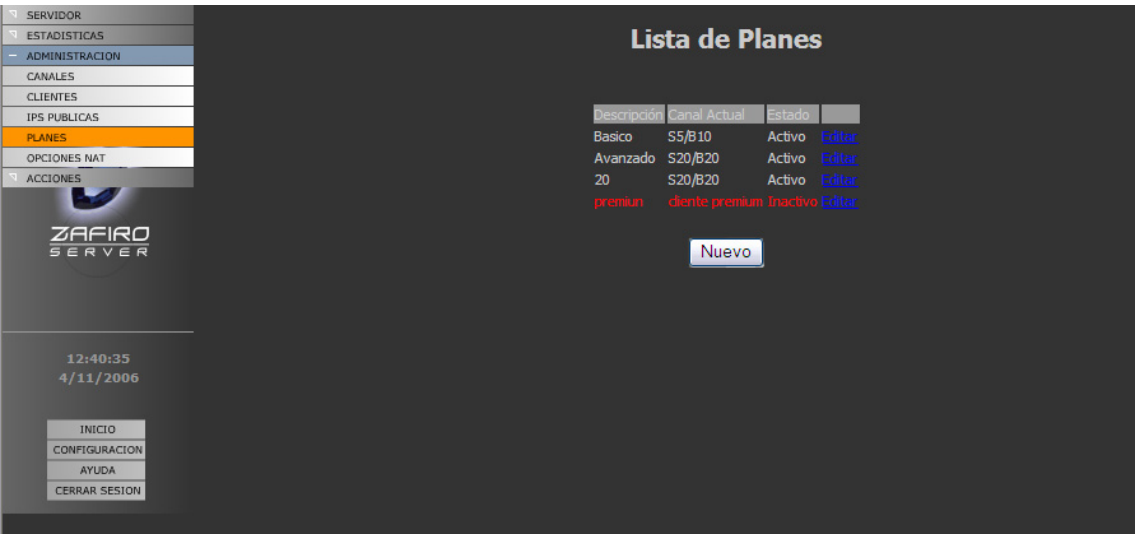 SERVIDOR
ESTADISTICAS
ADMINISTRACION
CANALES
CLIENTES
IPS PUBLICAS
PLANES
OPCIONES NAT
ACCIONES
ZAFIRO
SERVER
12:40:35
4/11/2006
INICIO
CONFIGURACION
AYUDA
CERRAR SESION
Lista de Planes
Descripción Canal Actual Estado
Basico S5/B10 Activo Editar
Avanzado S20/B20 Activo Editar
20 S20/B20 Activo Editar
premiun cliente premium Inactivo Editar
Nuevo